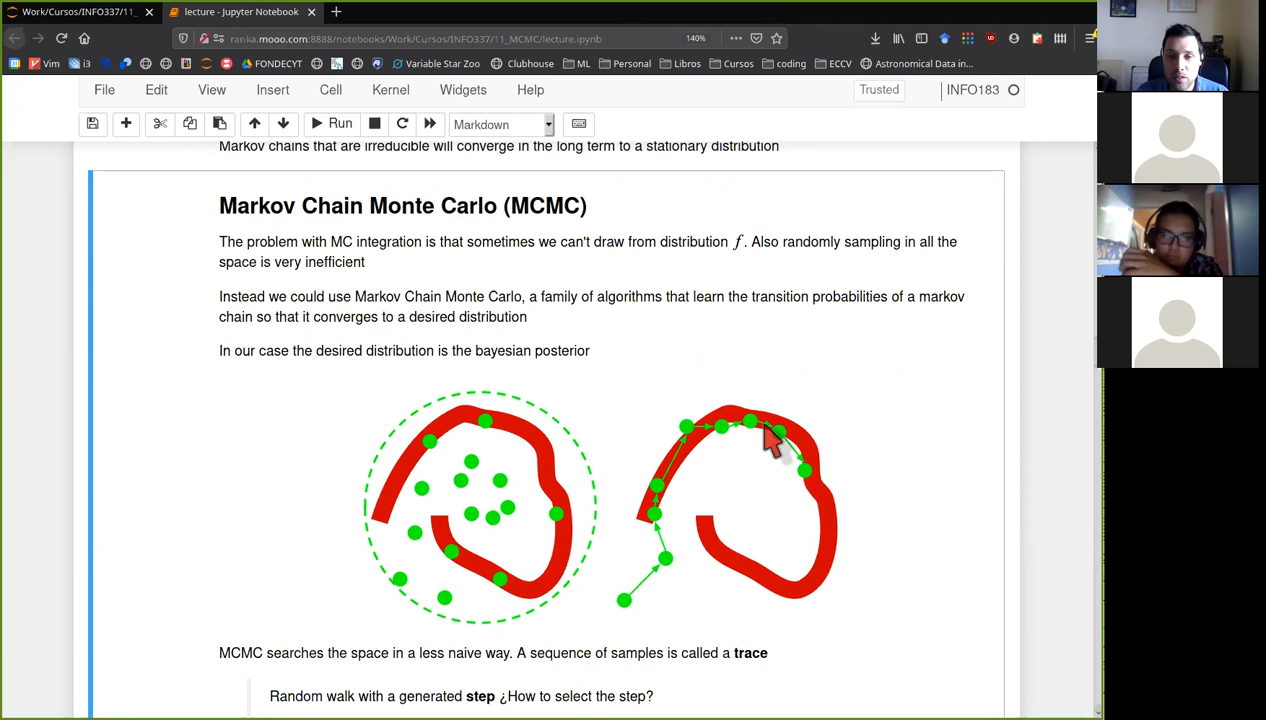 Work/Cursos/INFO337/11_ ×
lecture - Jupyter Notebook ×
ranka.mooo.com:8888/notebooks/Work/Cursos/INFO337/11_MCMC/lecture.ipynb 140%
Vim i3 FONDECYT Variable Star Zoo Clubhouse ML Personal Libros Cursos coding ECCV Astronomical Data in...
File Edit View Insert Cell Kernel Widgets Help Trusted INFO183
Run Markdown
Markov chains that are irreducible will converge in the long term to a stationary distribution
Markov Chain Monte Carlo (MCMC)
The problem with MC integration is that sometimes we can't draw from distribution f. Also randomly sampling in all the
space is very inefficient
Instead we could use Markov Chain Monte Carlo, a family of algorithms that learn the transition probabilities of a markov
chain so that it converges to a desired distribution
In our case the desired distribution is the bayesian posterior
MCMC searches the space in a less naive way. A sequence of samples is called a trace
Random walk with a generated step ¿How to select the step?